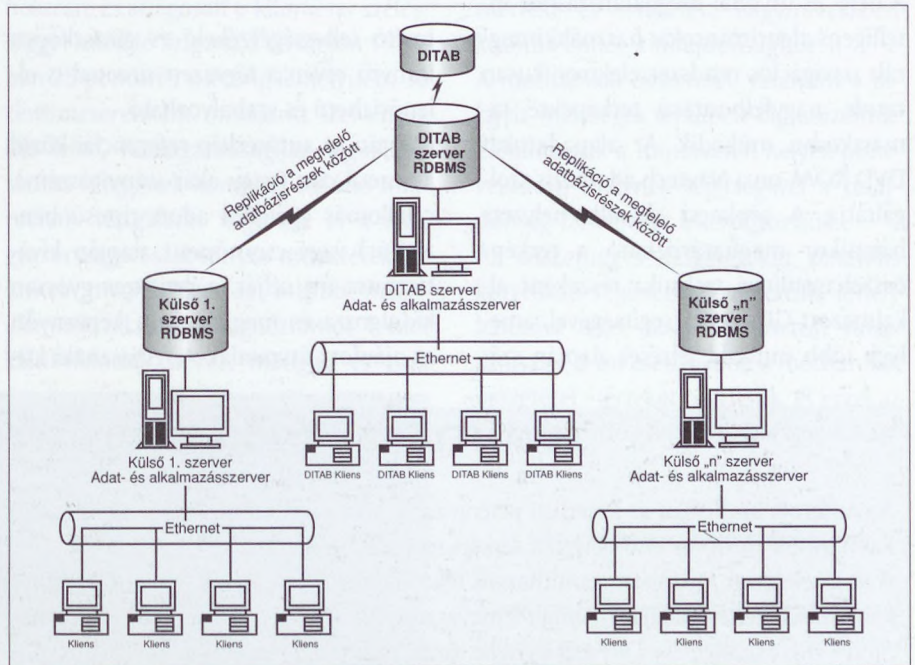 DITAB
DITAB
szerver
RDBMS
Replikáció a megfelelő
adatbázisrészek között
Replikáció a megfelelő
adatbázisrészek között
Külső 1.
szerver
RDBMS
DITAB szerver
Adat- és alkalmazásszerver
Külső „n”
szerver
RDBMS
Ethernet
DITAB Kliens
DITAB Kliens
DITAB Kliens
DITAB Kliens
Külső 1. szerver
Adat- és alkalmazásszerver
Külső „n” szerver
Adat- és alkalmazásszerver
Ethernet
Ethernet
Kliens
Kliens
Kliens
Kliens
Kliens
Kliens
Kliens
Kliens